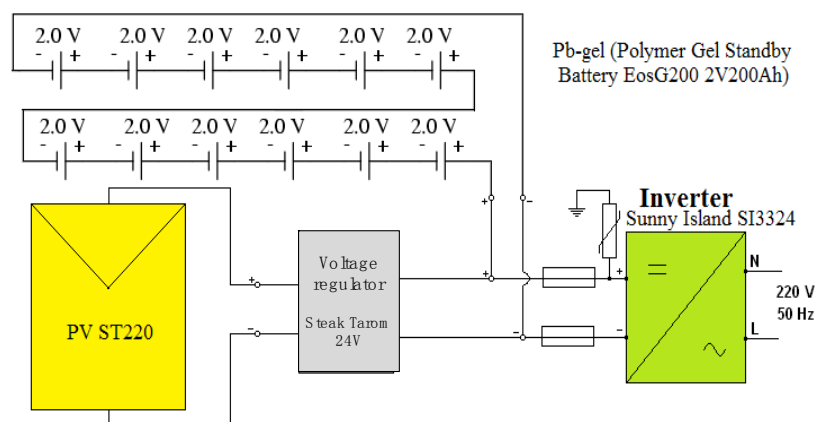 2.0 V 2.0 V 2.0 V 2.0 V 2.0 V 2.0 V
- + - + - + - + - + - +
Pb-gel (Polymer Gel Standby
Battery EosG200 2V200Ah)
2.0 V 2.0 V 2.0 V 2.0 V 2.0 V 2.0 V
- + - + - + - + - + - +
+ -
Inverter
Sunny Island SI3324
Voltage
regulator
Steak Tarom
24V
PV ST220
+ + +
- - -
N
220 V
50 Hz
L